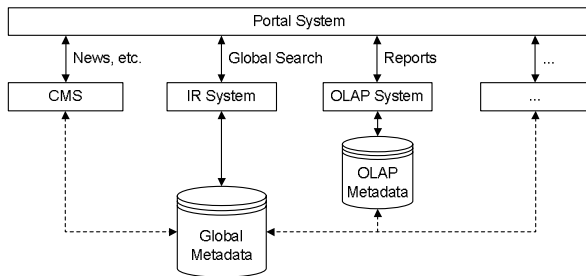 Portal System
News, etc.
Global Search
Reports
...
CMS
IR System
OLAP System
...
OLAP
Metadata
Global
Metadata